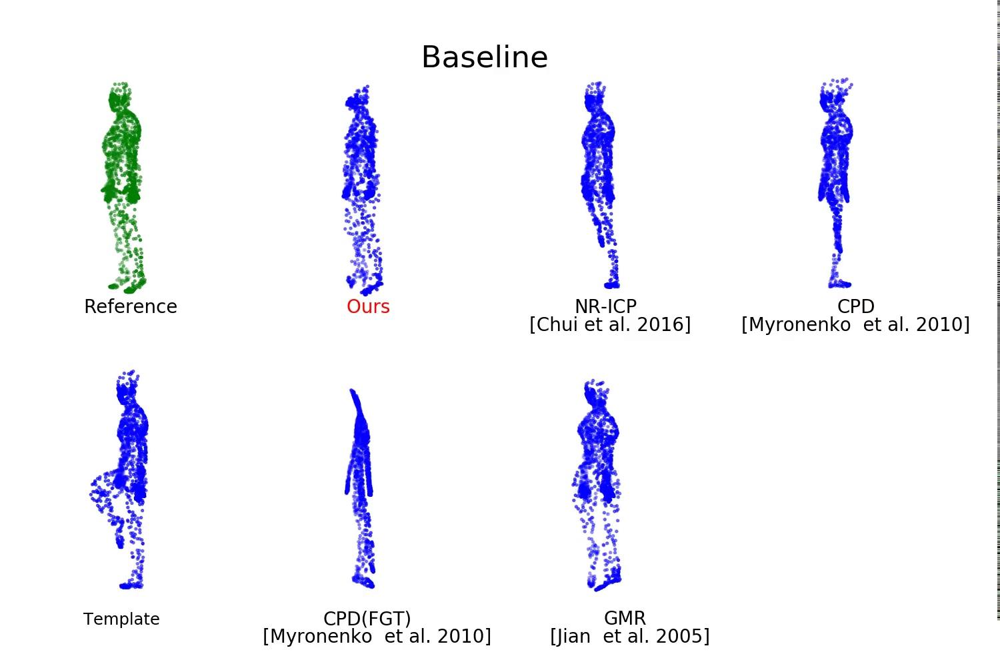 Baseline
Reference
Ours
NR-ICP
[Chui et al. 2016]
CPD
[Myronenko  et al. 2010]
Template
CPD(FGT)
[Myronenko  et al. 2010]
GMR
[Jian  et al. 2005]